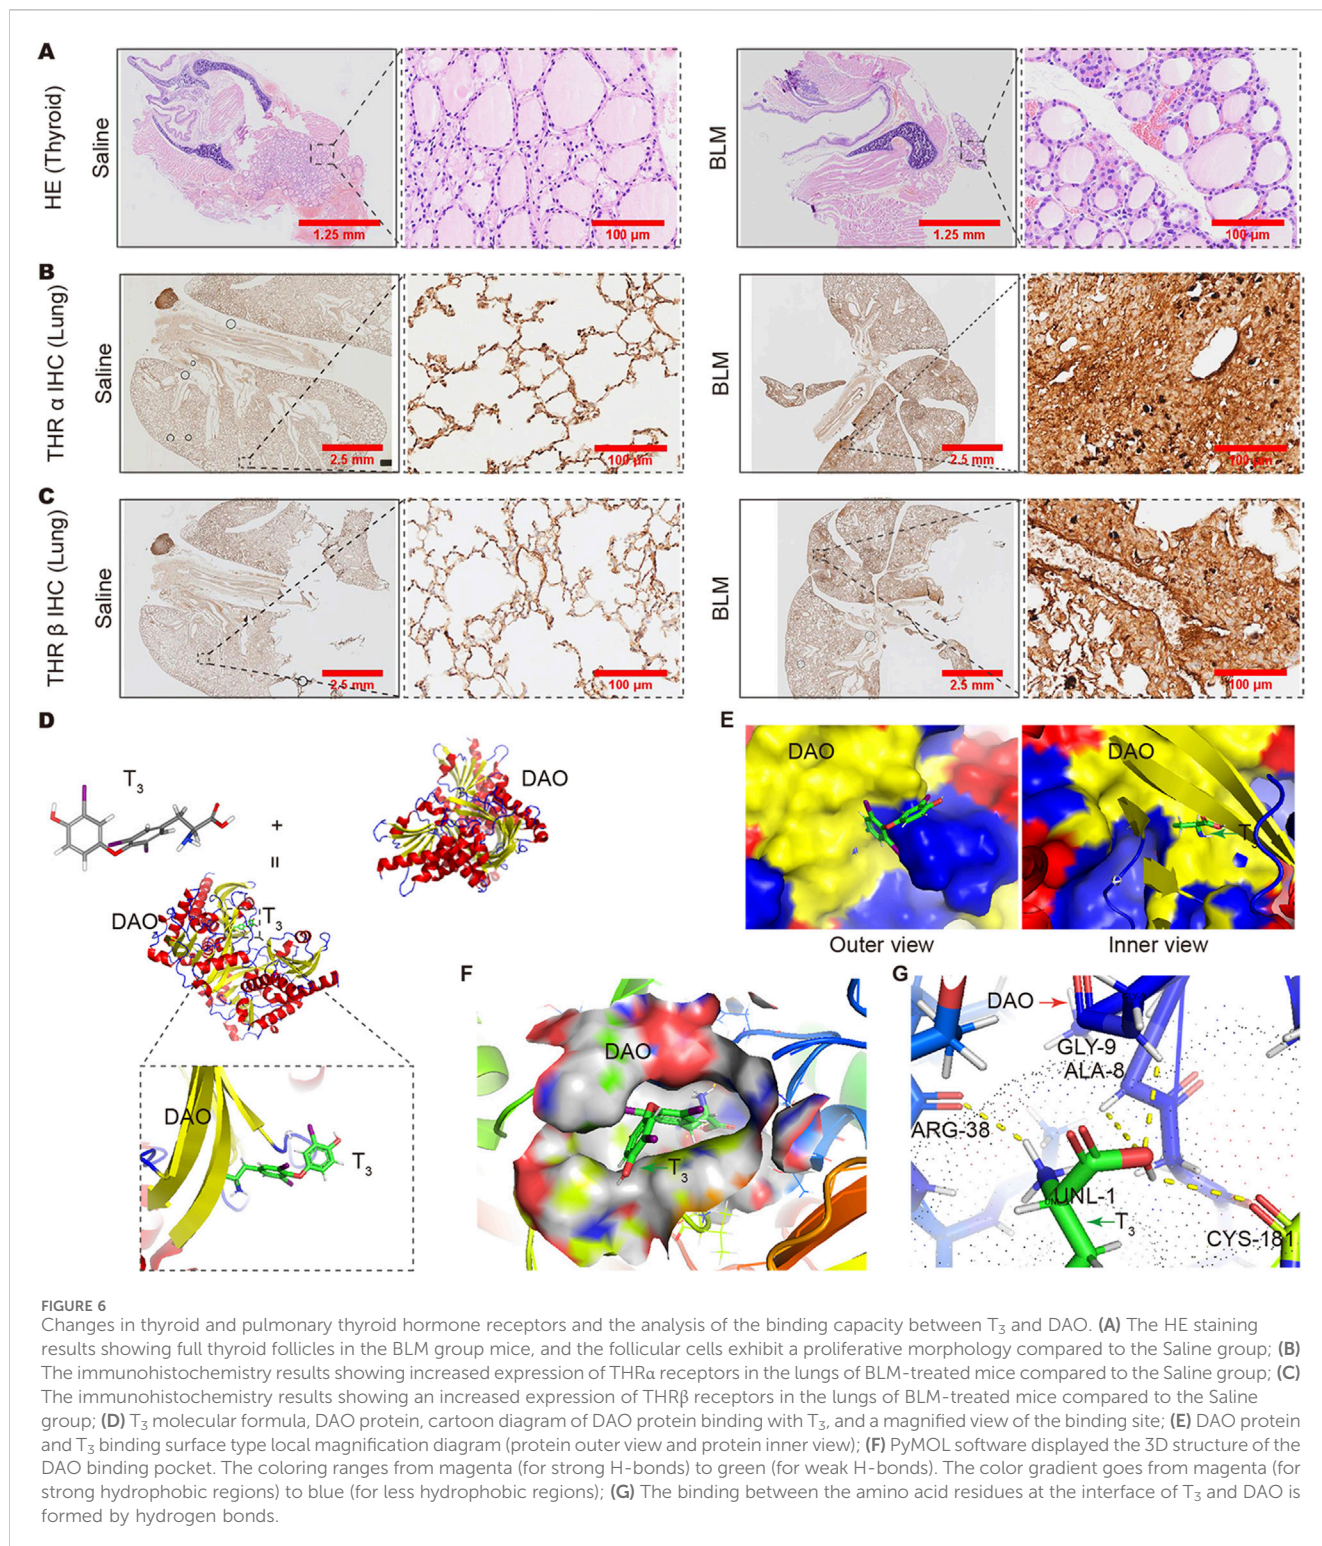 A
HE (Thyroid)
Saline
1.25 mm
100 µm
BLM
1.25 mm
100 µm
B
THR α IHC (Lung)
Saline
2.5 mm
100 µm
BLM
2.5 mm
100 µm
C
THR β IHC (Lung)
Saline
2.5 mm
100 µm
BLM
2.5 mm
100 µm
D
T3
+
DAO
=
DAO
T3
DAO
T3
E
DAO
Outer view
DAO
T3
Inner view
F
DAO
T3
G
DAO
GLY-9
ALA-8
ARG-38
UNL-1
T3
CYS-181
FIGURE 6
Changes in thyroid and pulmonary thyroid hormone receptors and the analysis of the binding capacity between T3 and DAO. (A) The HE staining
results showing full thyroid follicles in the BLM group mice, and the follicular cells exhibit a proliferative morphology compared to the Saline group; (B)
The immunohistochemistry results showing increased expression of THRα receptors in the lungs of BLM-treated mice compared to the Saline group; (C)
The immunohistochemistry results showing an increased expression of THRβ receptors in the lungs of BLM-treated mice compared to the Saline
group; (D) T3 molecular formula, DAO protein, cartoon diagram of DAO protein binding with T3, and a magnified view of the binding site; (E) DAO protein
and T3 binding surface type local magnification diagram (protein outer view and protein inner view); (F) PyMOL software displayed the 3D structure of the
DAO binding pocket. The coloring ranges from magenta (for strong H-bonds) to green (for weak H-bonds). The color gradient goes from magenta (for
strong hydrophobic regions) to blue (for less hydrophobic regions); (G) The binding between the amino acid residues at the interface of T3 and DAO is
formed by hydrogen bonds.